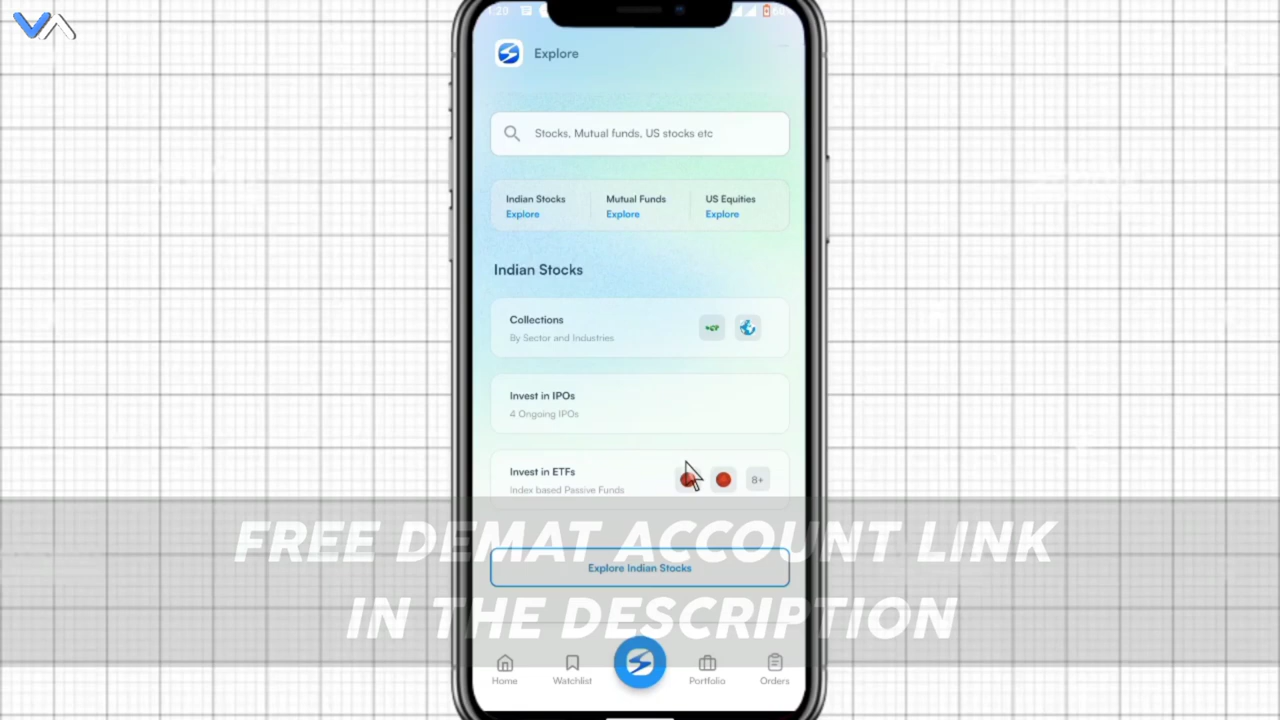 Explore
Stocks, Mutual funds, US stocks etc
Indian Stocks
Mutual Funds
US Equities
Explore
Explore
Explore
Indian Stocks
Collections
By Sector and Industries
Invest in IPOs
4 Ongoing IPOs
Invest in ETFs
8+
Index based Passive Funds
FREE DEMAT ACCOUNT LINK
Explore Indian Stocks
IN THE DESCRIPTION
Home
Watchlist
Portfolio
Orders